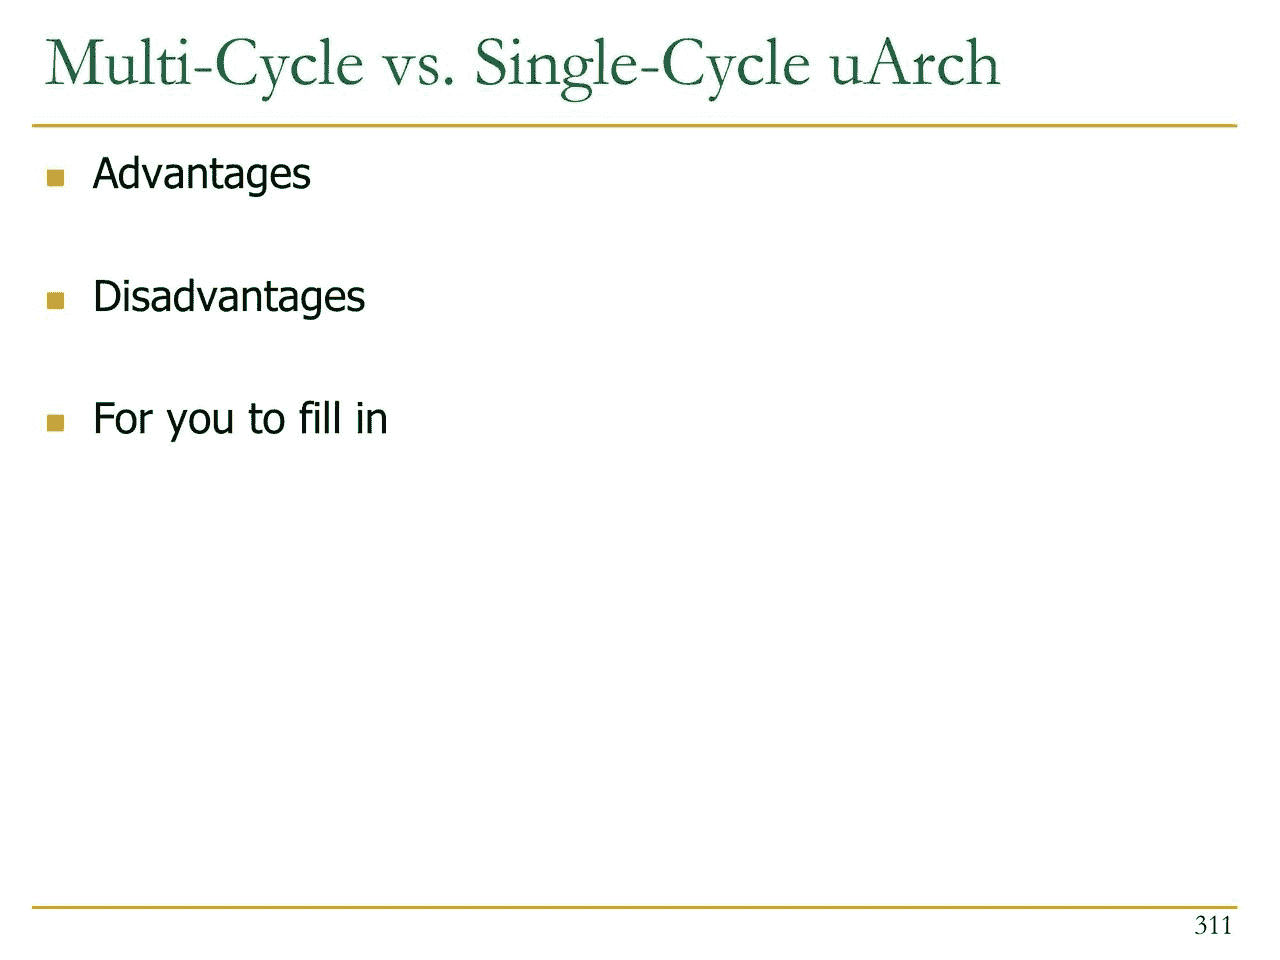 Multi-Cycle vs. Single-Cycle uArch
Advantages
Disadvantages
For you to fill in
311